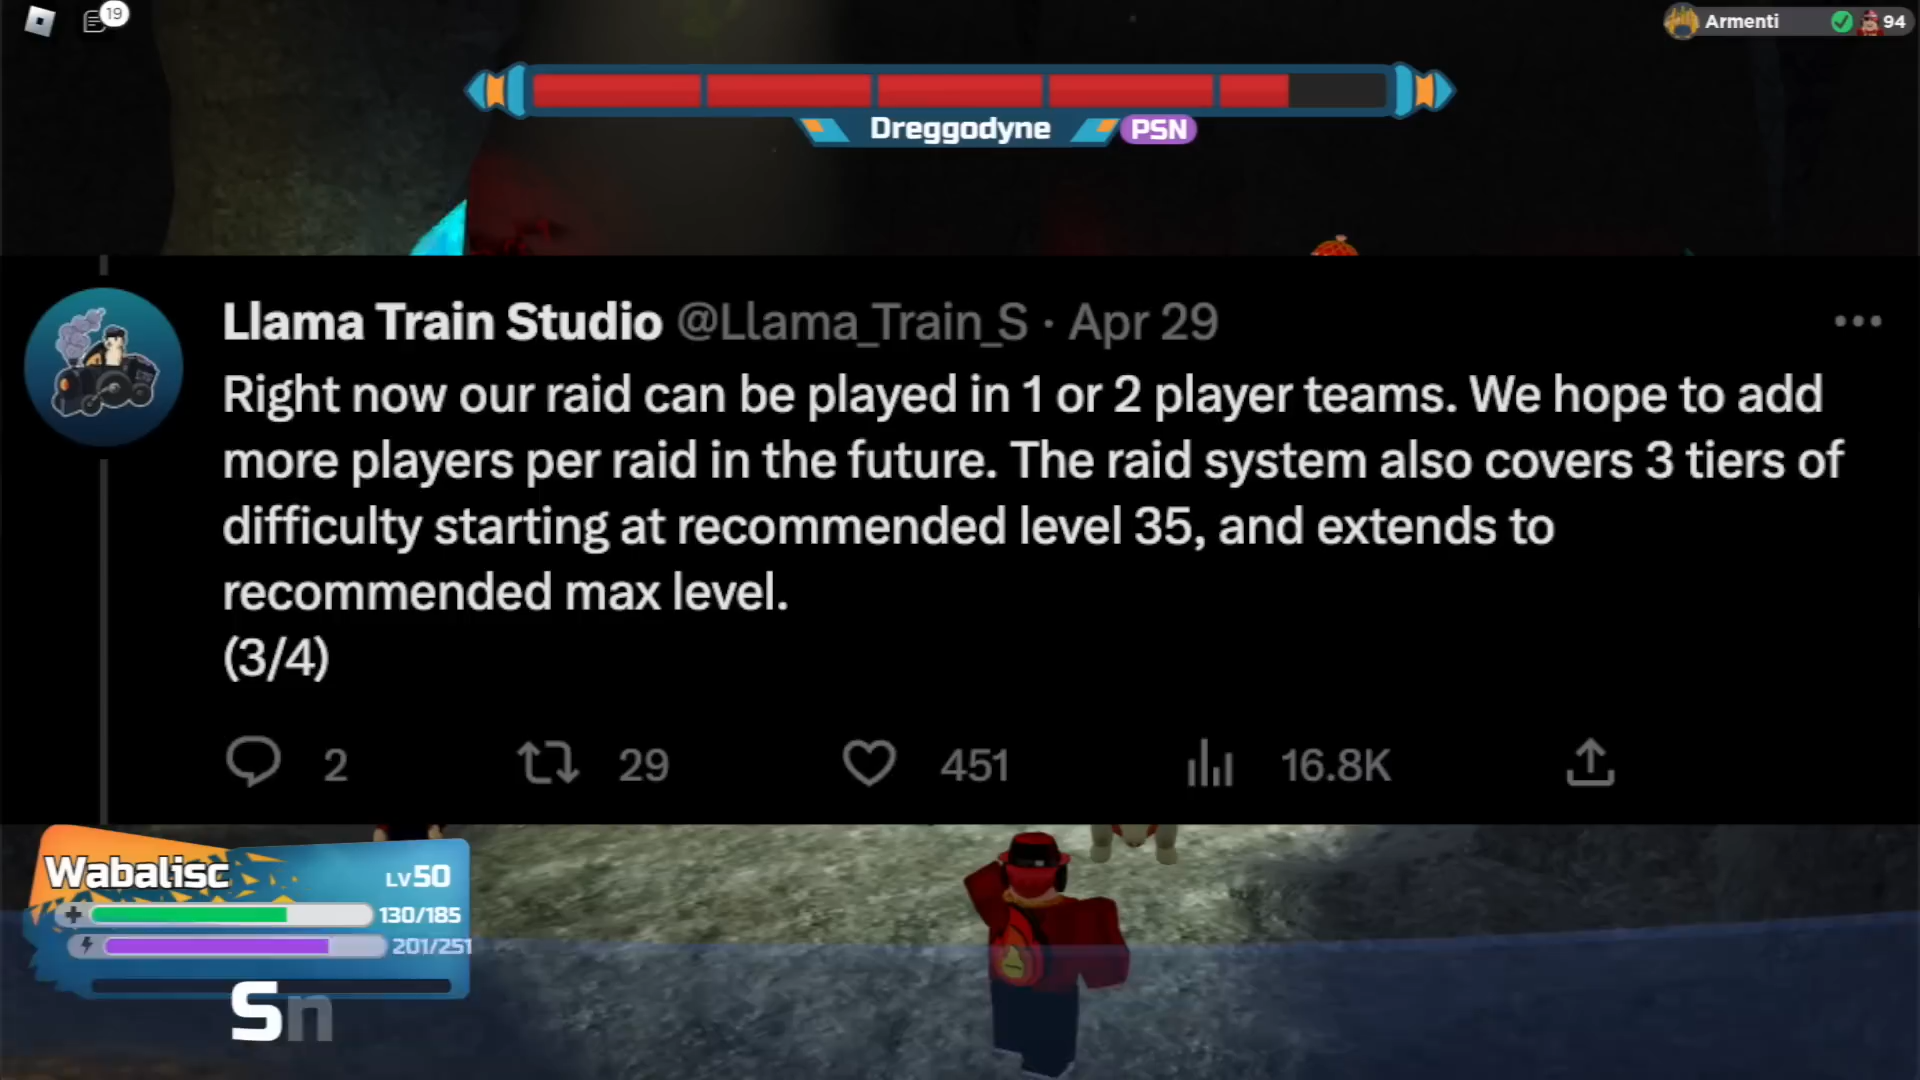 19
Armenti
94
Dreggodyne
PSN
Llama Train Studio @Llama_Train_S · Apr 29
Right now our raid can be played in 1 or 2 player teams. We hope to add
more players per raid in the future. The raid system also covers 3 tiers of
difficulty starting at recommended level 35, and extends to
recommended max level.
(3/4)
2 29 451 16.8K
Wabalisc LV50
130/185
201/251
Sn